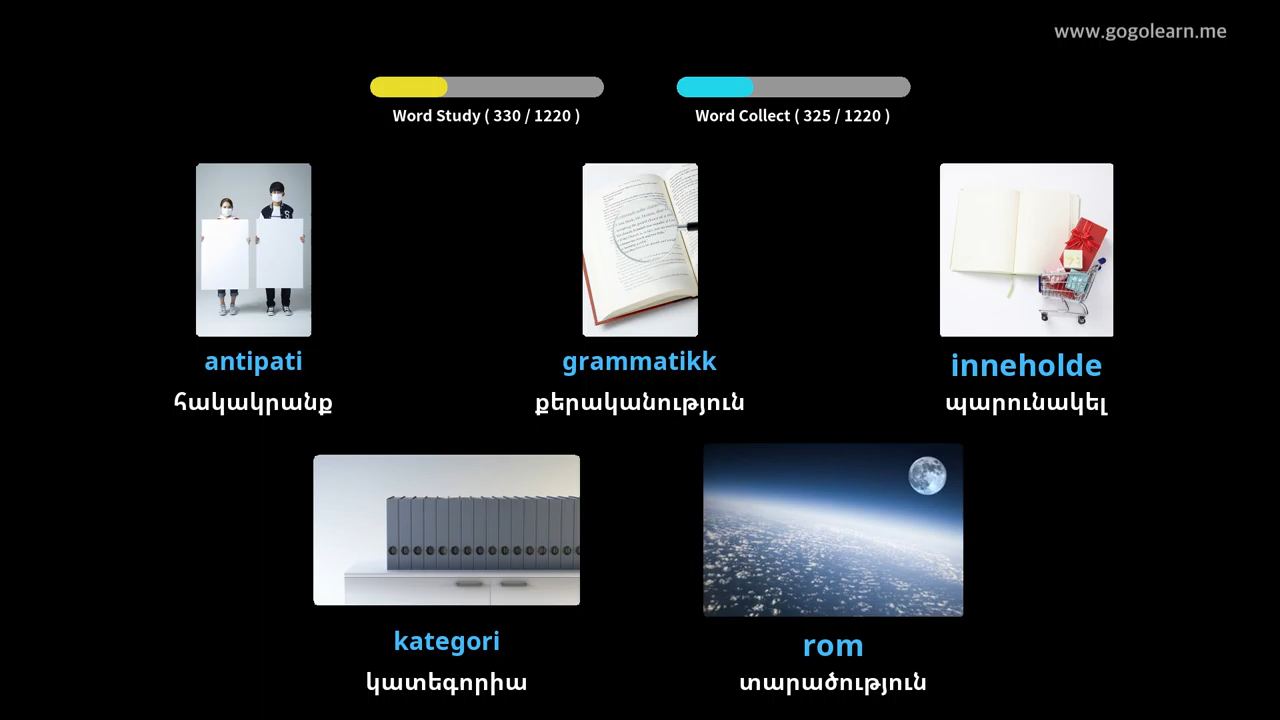 www.gogolearn.me
Word Study ( 330 / 1220 )
Word Collect ( 325 / 1220 )
antipati
grammatikk
inneholde
հակակրանք
քերականություն
պարունակել
kategori
rom
կատեգորիա
տարածություն